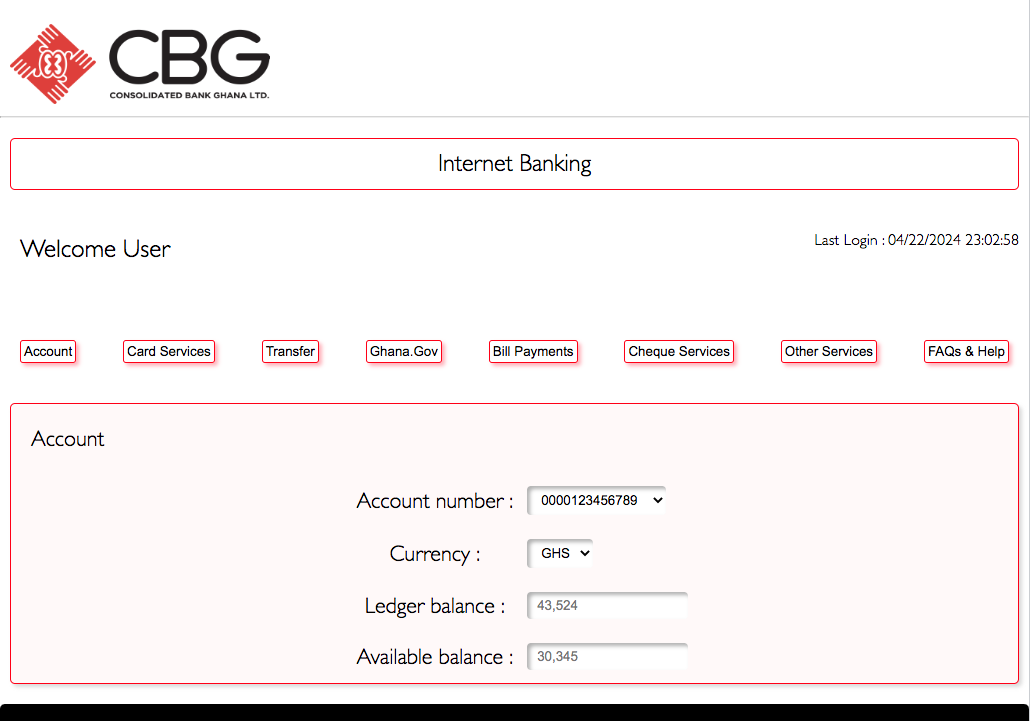 CBG
CONSOLIDATED BANK GHANA LTD.
Internet Banking
Welcome User
Last Login : 04/22/2024 23:02:58
Account Card Services Transfer Ghana.Gov Bill Payments Cheque Services Other Services FAQs & Help
Account
Account number : 0000123456789
Currency : GHS
Ledger balance : 43,524
Available balance : 30,345